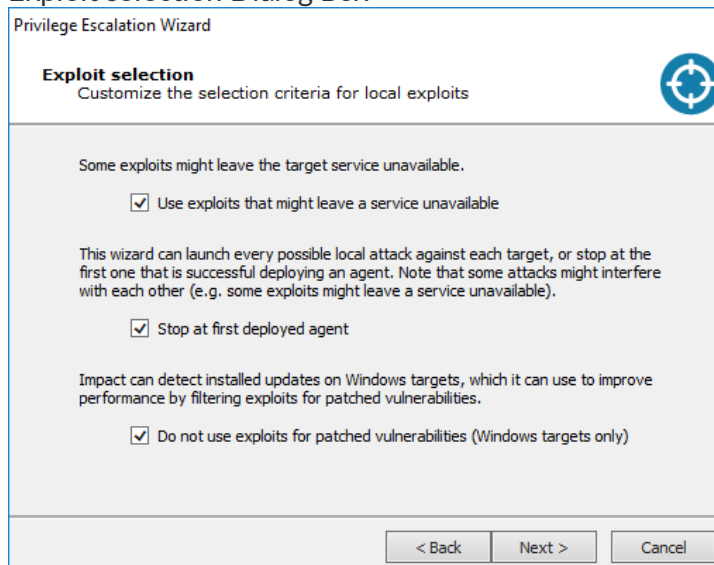 Exploit selection Dialog Box
Privilege Escalation Wizard
Exploit selection
Customize the selection criteria for local exploits
Some exploits might leave the target service unavailable.
Use exploits that might leave a service unavailable
This wizard can launch every possible local attack against each target, or stop at the
first one that is successful deploying an agent. Note that some attacks might interfere
with each other (e.g. some exploits might leave a service unavailable).
Stop at first deployed agent
Impact can detect installed updates on Windows targets, which it can use to improve
performance by filtering exploits for patched vulnerabilities.
Do not use exploits for patched vulnerabilities (Windows targets only)
< Back Next > Cancel